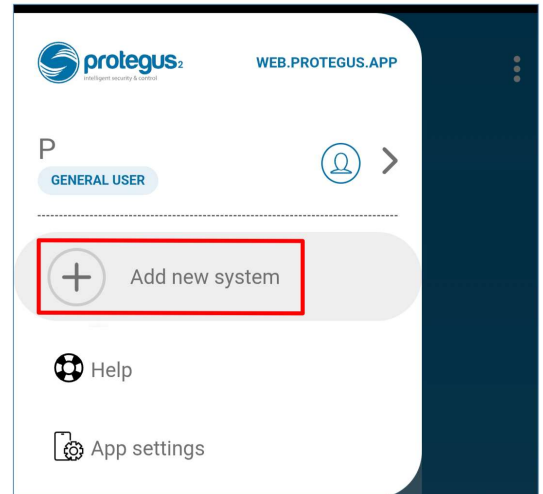 protegus2
intelligent security & control
WEB.PROTEGUS.APP
P
GENERAL USER
Add new system
Help
App settings